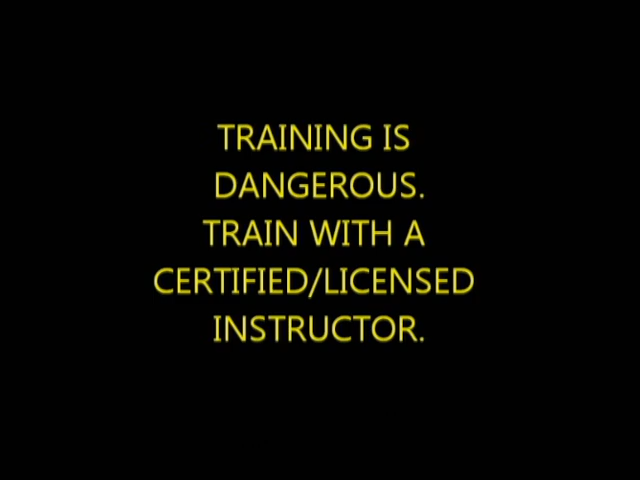 TRAINING IS
DANGEROUS.
TRAIN WITH A
CERTIFIED/LICENSED
INSTRUCTOR.